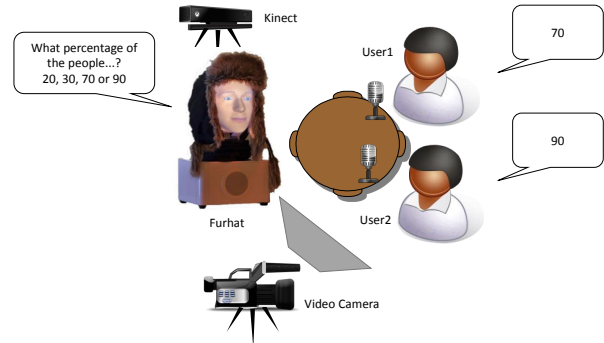 Kinect
What percentage of
the people...?
20, 30, 70 or 90
User1
70
90
User2
Furhat
Video Camera